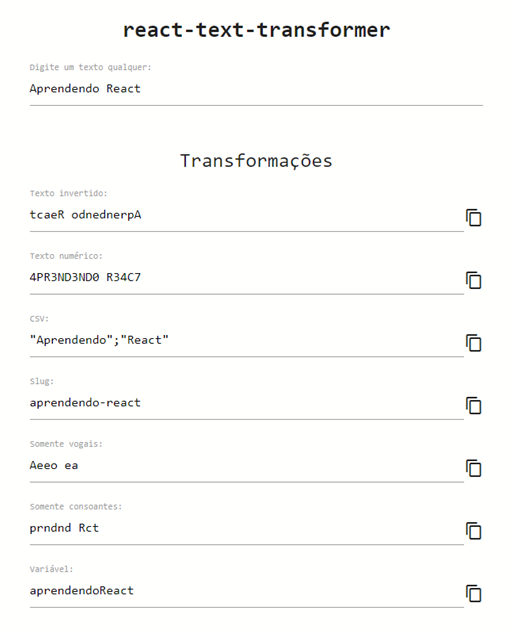 react-text-transformer
Digite um texto qualquer:
Aprendendo React
Transformações
Texto invertido:
tcaeR odnednerpA
Texto numérico:
4PR3ND3ND0 R34C7
CSV:
"Aprendendo";"React"
Slug:
aprendendo-react
Somente vogais:
Aeeo ea
Somente consoantes:
prndnd Rct
Variável:
aprendendoReact